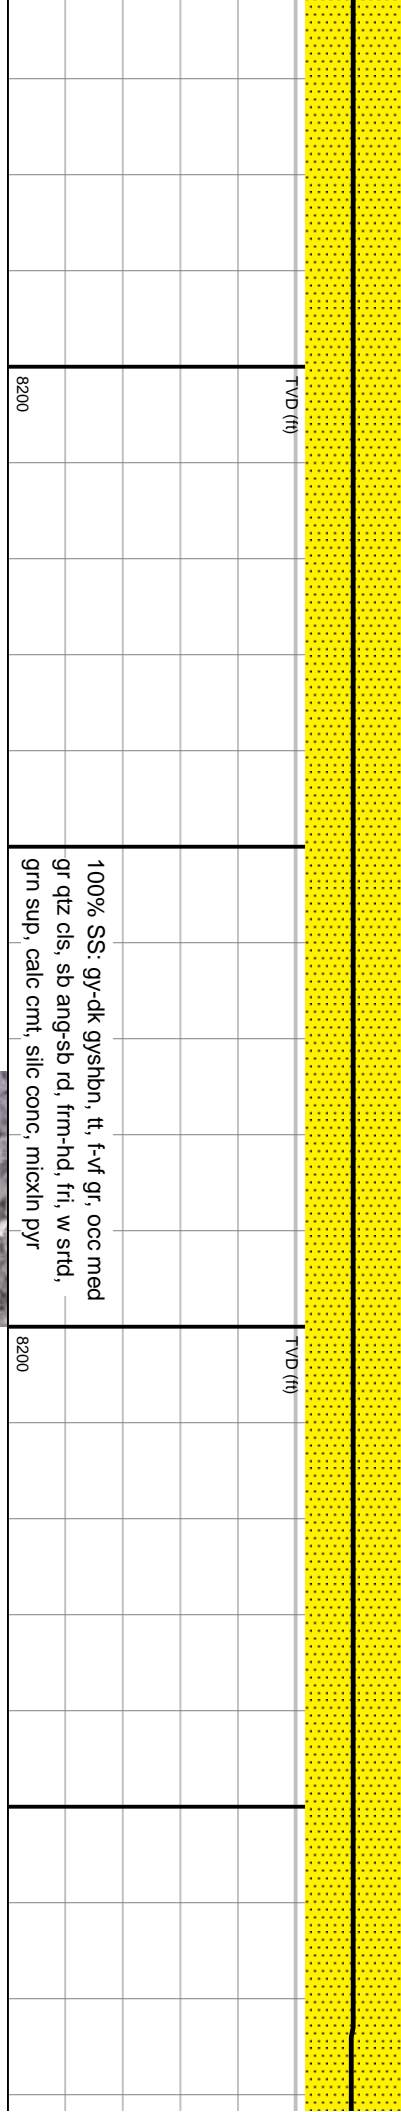 TVD (ft)
8200
100% SS: gy-dk gyshbn, tt, f-vf gr, occ med
gr qtz cls, sb ang-sb rd, frm-hd, fri, w srtd,
grn sup, calc cmt, silc conc, micxln pyr
TVD (ft)
8200